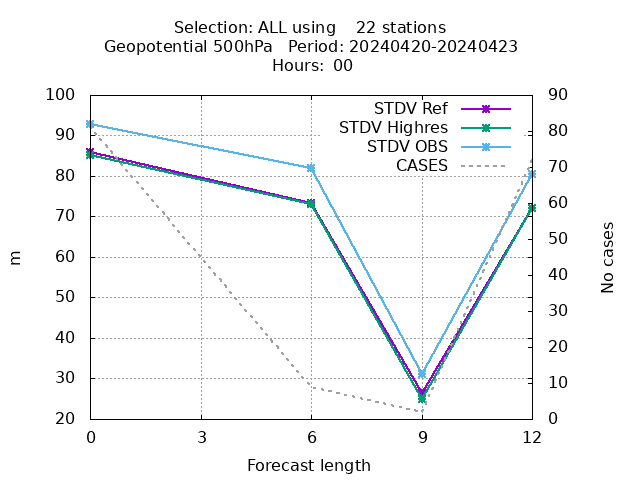 Selection: ALL using    22 stations
Geopotential 500hPa   Period: 20240420-20240423
Hours:  00
STDV Ref
STDV Highres
STDV OBS
CASES
m
100
90
80
70
60
50
40
30
20
90
80
70
60
50
40
30
20
10
0
No cases
0
3
6
9
12
Forecast length